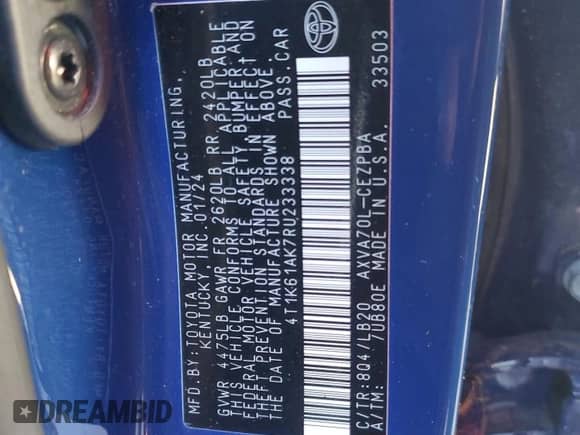 MFD. BY:TOYOTA MOTOR MANUFACTURING,
KENTUCKY, INC. 01/24
GVWR 4475LB GAWR FR 2620LB RR 2420LB
THIS VEHICLE CONFORMS TO ALL APPLICABLE
FEDERAL MOTOR VEHICLE SAFETY, BUMPER, AND
THEFT PREVENTION STANDARDS IN EFFECT ON
THE DATE OF MANUFACTURE SHOWN ABOVE.
4T1K61AK7RU233338 PASS.CAR
C/TR:8Q4/LB20 AXVA70L-CEZPBA 33503
A/TM: /UB80E MADE IN U.S.A.
DREAMBID